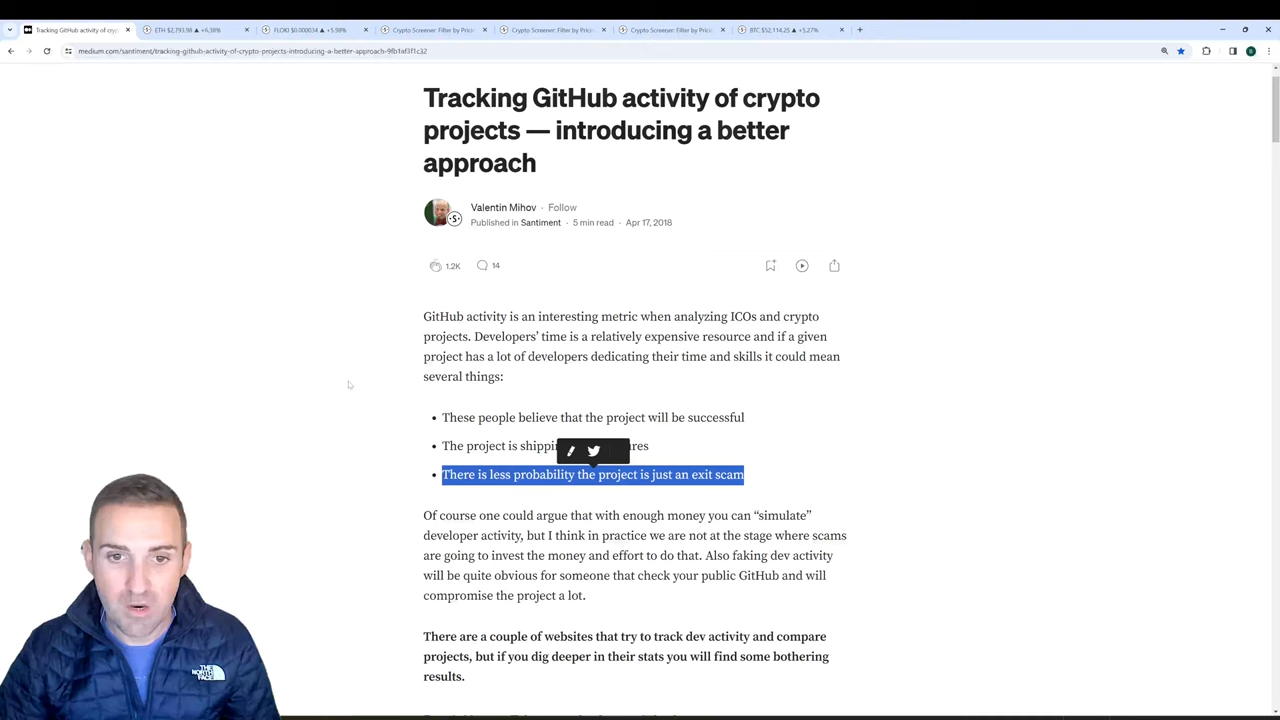 Tracking GitHub activity of cryp
ETH $2,793.98 ▲ +6.38%
FLOKI $0.000034 ▲ +5.98%
Crypto Screener: Filter by Pricin
Crypto Screener: Filter by Pricin
Crypto Screener: Filter by Pricin
BTC $52,114.25 ▲ +5.27%
medium.com/santiment/tracking-github-activity-of-crypto-projects-introducing-a-better-approach-9fb1af3f1c32
Tracking GitHub activity of crypto
projects — introducing a better
approach
Valentin Mihov · Follow
Published in Santiment · 5 min read · Apr 17, 2018
1.2K
14
GitHub activity is an interesting metric when analyzing ICOs and crypto
projects. Developers’ time is a relatively expensive resource and if a given
project has a lot of developers dedicating their time and skills it could mean
several things:
• These people believe that the project will be successful
• The project is shippin
res
• There is less probability the project is just an exit scam
Of course one could argue that with enough money you can “simulate”
developer activity, but I think in practice we are not at the stage where scams
are going to invest the money and effort to do that. Also faking dev activity
will be quite obvious for someone that check your public GitHub and will
compromise the project a lot.
There are a couple of websites that try to track dev activity and compare
projects, but if you dig deeper in their stats you will find some bothering
results.
THE NORTH FACE